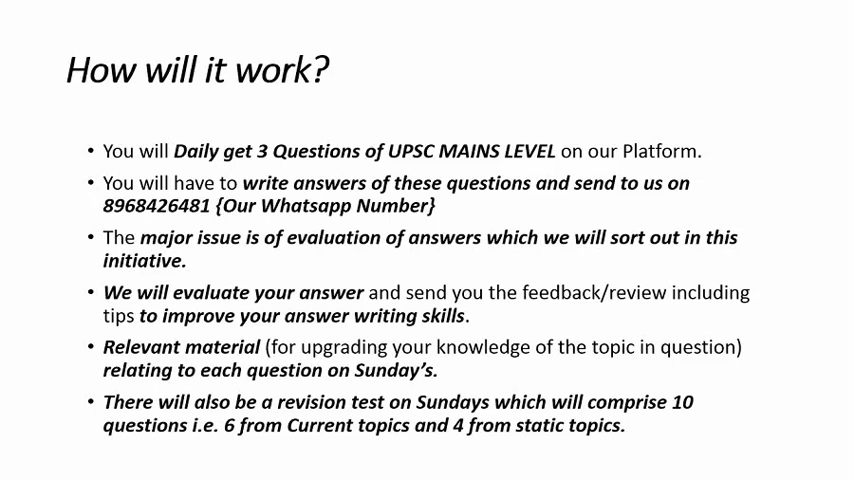 How will it work?
• You will Daily get 3 Questions of UPSC MAINS LEVEL on our Platform.
• You will have to write answers of these questions and send to us on
8968426481 {Our Whatsapp Number}
• The major issue is of evaluation of answers which we will sort out in this
initiative.
• We will evaluate your answer and send you the feedback/review including
tips to improve your answer writing skills.
• Relevant material (for upgrading your knowledge of the topic in question)
relating to each question on Sunday's.
• There will also be a revision test on Sundays which will comprise 10
questions i.e. 6 from Current topics and 4 from static topics.